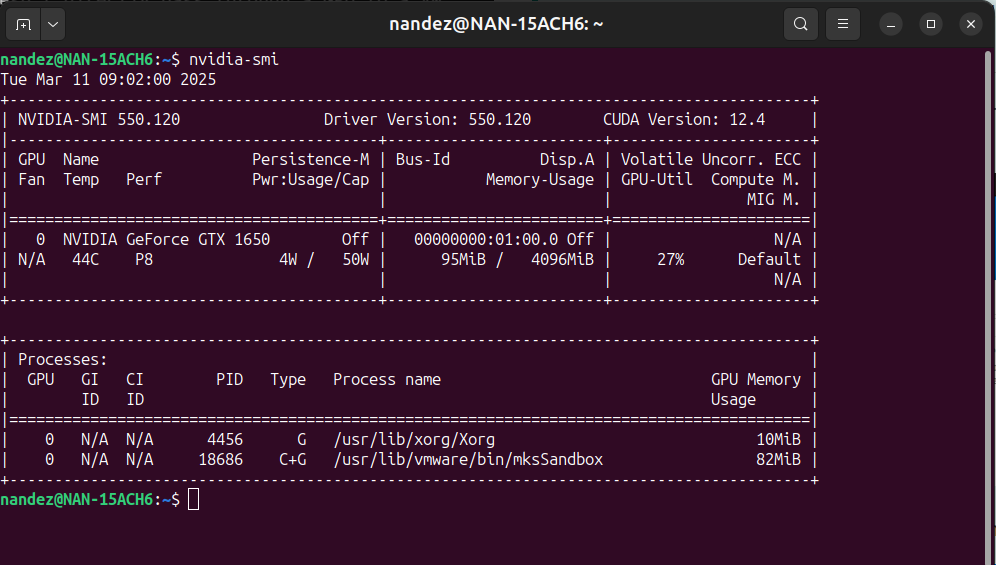 nandez@NAN-15ACH6: ~
nandez@NAN-15ACH6:~$ nvidia-smi
Tue Mar 11 09:02:00 2025
+-----------------------------------------------------------------------------------------+
| NVIDIA-SMI 550.120                Driver Version: 550.120        CUDA Version: 12.4     |
|-----------------------------------------+------------------------+----------------------+
| GPU  Name                 Persistence-M | Bus-Id          Disp.A | Volatile Uncorr. ECC |
| Fan  Temp   Perf          Pwr:Usage/Cap |           Memory-Usage | GPU-Util  Compute M. |
|                                         |                        |               MIG M. |
|=========================================+========================+======================|
|   0  NVIDIA GeForce GTX 1650        Off |   00000000:01:00.0 Off |                  N/A |
| N/A   44C    P8              4W /   50W |      95MiB /   4096MiB |     27%      Default |
|                                         |                        |                  N/A |
+-----------------------------------------+------------------------+----------------------+

+-----------------------------------------------------------------------------------------+
| Processes:                                                                              |
|  GPU   GI   CI        PID   Type   Process name                              GPU Memory |
|        ID   ID                                                               Usage      |
|=========================================================================================|
|    0   N/A  N/A      4456      G   /usr/lib/xorg/Xorg                             10MiB |
|    0   N/A  N/A     18686    C+G   /usr/lib/vmware/bin/mksSandbox                 82MiB |
+-----------------------------------------------------------------------------------------+
nandez@NAN-15ACH6:~$